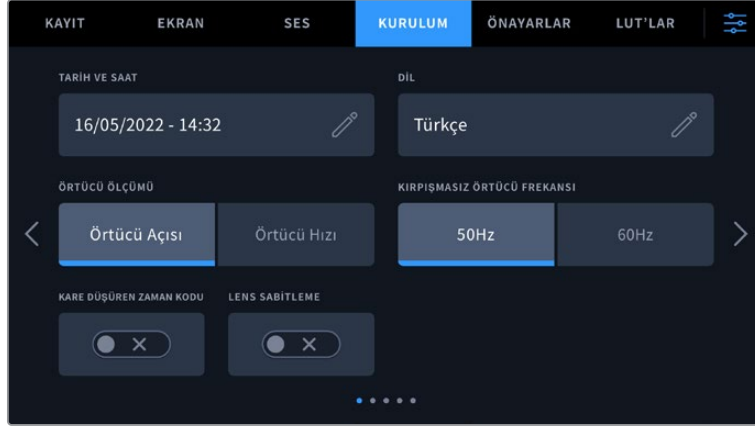 KAYIT EKRAN SES KURULUM ÖNAYARLAR LUT’LAR
TARİH VE SAAT DİL
16/05/2022 - 14:32 Türkçe
ÖRTÜCÜ ÖLÇÜMÜ KIRPIŞMASIZ ÖRTÜCÜ FREKANSI
Örtücü Açısı Örtücü Hızı 50Hz 60Hz
KARE DÜŞÜREN ZAMAN KODU LENS SABİTLEME